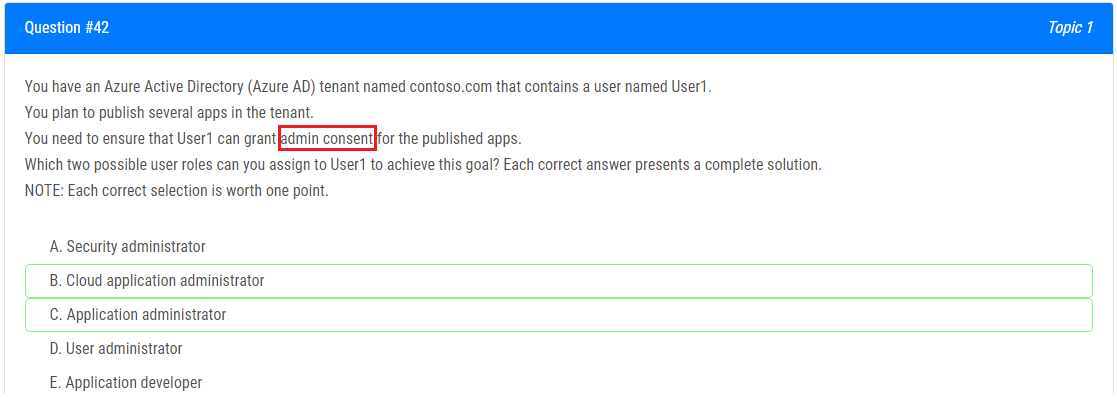 Question #42
Topic 1
You have an Azure Active Directory (Azure AD) tenant named contoso.com that contains a user named User1.
You plan to publish several apps in the tenant.
You need to ensure that User1 can grant admin consent for the published apps.
Which two possible user roles can you assign to User1 to achieve this goal? Each correct answer presents a complete solution.
NOTE: Each correct selection is worth one point.
A. Security administrator
B. Cloud application administrator
C. Application administrator
D. User administrator
E. Application developer